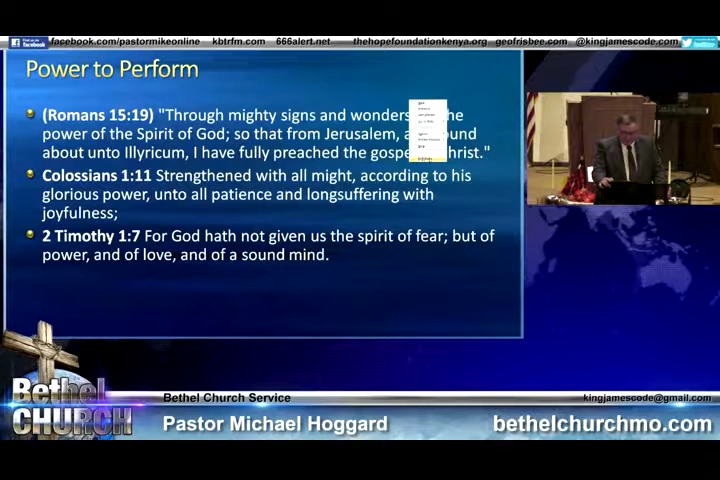 facebook.com/pastormikeonline kbtrfm.com 666alert.net thehopefoundationkenya.org geofrisbee.com @kingjamescode.com
Power to Perform
(Romans 15:19) "Through mighty signs and wonders the
power of the Spirit of God; so that from Jerusalem, a ound
about unto Illyricum, I have fully preached the gospe hrist."
Colossians 1:11 Strengthened with all might, according to his
glorious power, unto all patience and longsuffering with
joyfulness;
2 Timothy 1:7 For God hath not given us the spirit of fear; but of
power, and of love, and of a sound mind.
Bethel
CHURCH
Bethel Church Service kingjamescode@gmail.com
Pastor Michael Hoggard bethelchurchmo.com